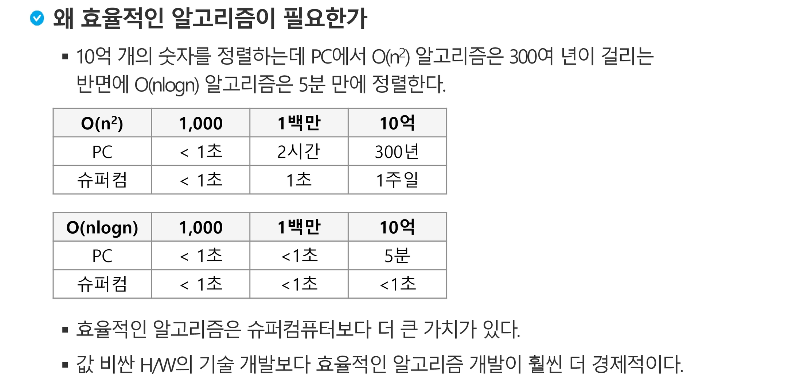 왜 효율적인 알고리즘이 필요한가
▪ 10억 개의 숫자를 정렬하는데 PC에서 O(n²) 알고리즘은 300여 년이 걸리는
반면에 O(nlogn) 알고리즘은 5분 만에 정렬한다.
O(n²) 1,000 1백만 10억
PC < 1초 2시간 300년
슈퍼컴 < 1초 1초 1주일
O(nlogn) 1,000 1백만 10억
PC < 1초 <1초 5분
슈퍼컴 < 1초 <1초 <1초
▪ 효율적인 알고리즘은 슈퍼컴퓨터보다 더 큰 가치가 있다.
▪ 값 비싼 H/W의 기술 개발보다 효율적인 알고리즘 개발이 훨씬 더 경제적이다.